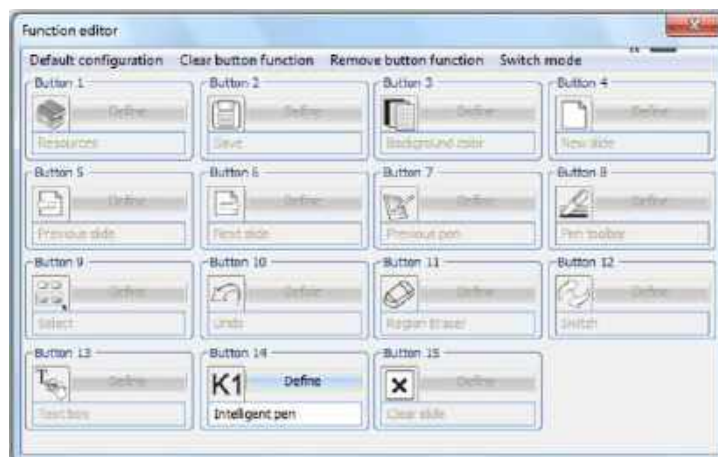 Function editor
Default configuration Clear button function Remove button function Switch mode
Button 1 Button 2 Button 3 Button 4
Define Define Define Define
Resources Save Background color New slide
Button 5 Button 6 Button 7 Button 8
Define Define Define Define
Previous slide Next slide Previous pen Pen toolbar
Button 9 Button 10 Button 11 Button 12
Define Define Define Define
Select Undo Region Eraser Switch
Button 13 Button 14 Button 15
T K1
Define Define Define
Text box Intelligent pen Clear slide